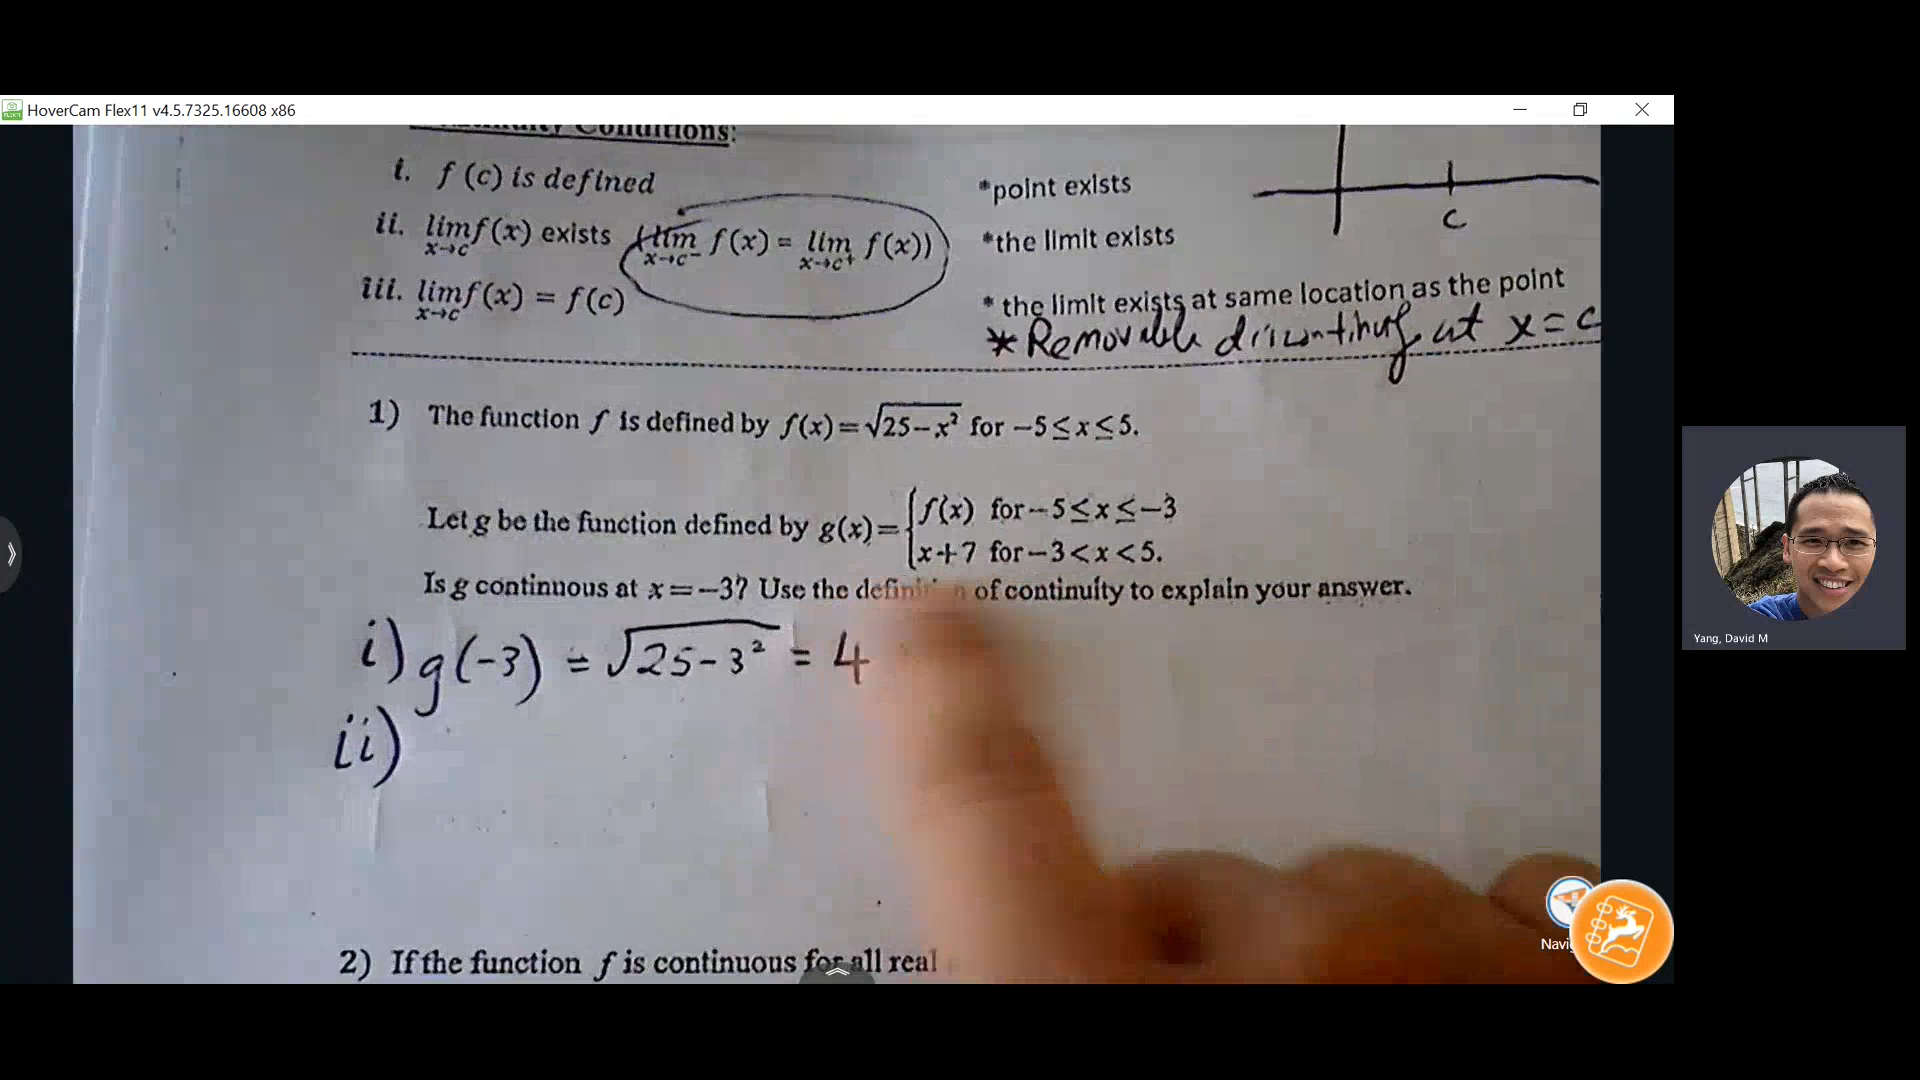 HoverCam Flex11 v4.5.7325.16608 x86
Conditions:
i. f (c) is defined *point exists
ii. lim f(x) exists (lim f(x) = lim f(x)) *the limit exists
x→c x→c⁻ x→c⁺
c
iii. lim f(x) = f(c) * the limit exists at same location as the point
x→c
* Removable at x = c
1) The function f is defined by f(x)=√25−x² for −5≤x≤5.
Let g be the function defined by g(x)={f(x) for −5≤x≤−3
x+7 for −3<x<5.
Is g continuous at x=−3? Use the of continuity to explain your answer.
i) g(-3) = √25-3² = 4
ii)
2) If the function f is continuous for all real
Yang, David M